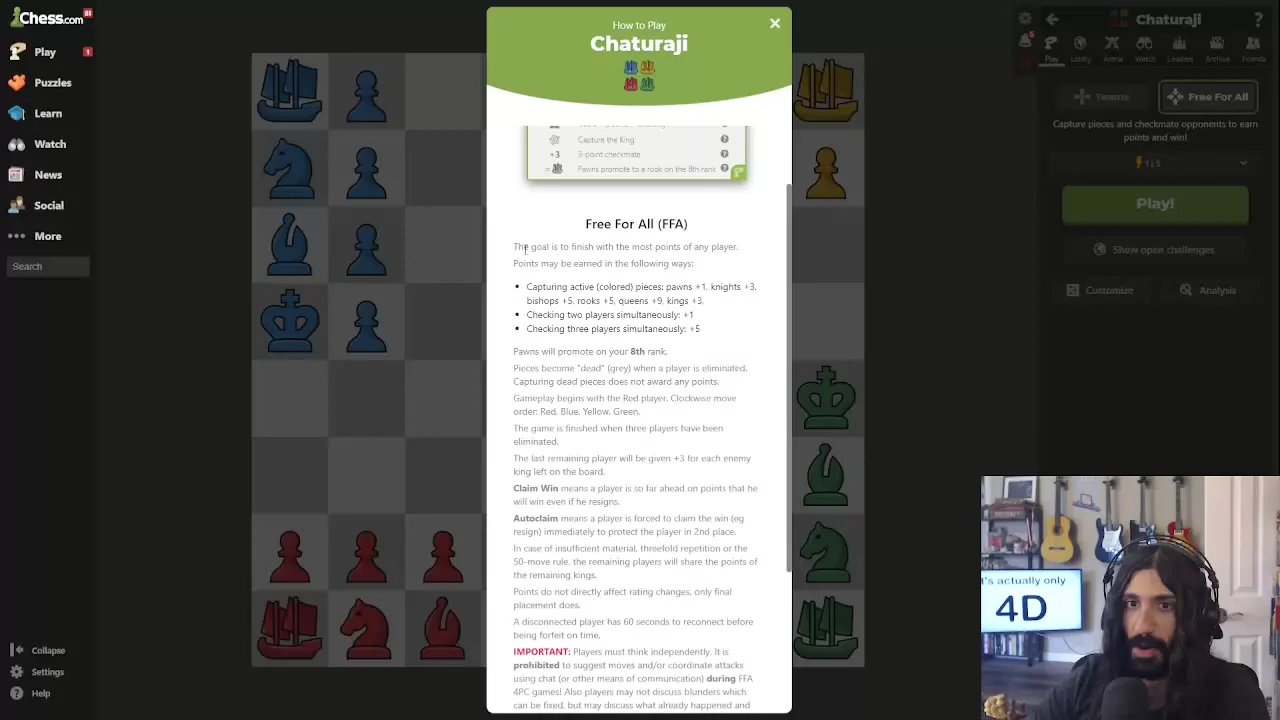 Chess.com
81
Play
1
Puzzles
Learn
Watch
News
Social
More
Search
Collapse
Settings
Help
How to Play
Chaturaji
Capture the King
+3 3-point checkmate
= Pawns promote to a rook on the 8th rank
Free For All (FFA)
The goal is to finish with the most points of any player.
Points may be earned in the following ways:
• Capturing active (colored) pieces: pawns +1, knights +3,
bishops +5, rooks +5, queens +9, kings +3.
• Checking two players simultaneously: +1
• Checking three players simultaneously: +5
Pawns will promote on your 8th rank.
Pieces become "dead" (grey) when a player is eliminated.
Capturing dead pieces does not award any points.
Gameplay begins with the Red player. Clockwise move
order: Red, Blue, Yellow, Green.
The game is finished when three players have been
eliminated.
The last remaining player will be given +3 for each enemy
king left on the board.
Claim Win means a player is so far ahead on points that he
will win even if he resigns.
Autoclaim means a player is forced to claim the win (eg
resign) immediately to protect the player in 2nd place.
In case of insufficient material, threefold repetition or the
50-move rule, the remaining players will share the points of
the remaining kings.
Points do not directly affect rating changes, only final
placement does.
A disconnected player has 60 seconds to reconnect before
being forfeit on time.
IMPORTANT: Players must think independently. It is
prohibited to suggest moves and/or coordinate attacks
using chat (or other means of communication) during FFA
4PC games! Also players may not discuss blunders which
can be fixed, but may discuss what already happened and
Chaturaji
?
5
Play
Lobby
Arena
Watch
Leaders
Archive
Friends
Teams
Free For All
Capture pieces and checkmate opponents to earn
points and win!
1 | 5
Play!
Show open challenges
Customize
Analysis
t's actually only
4D